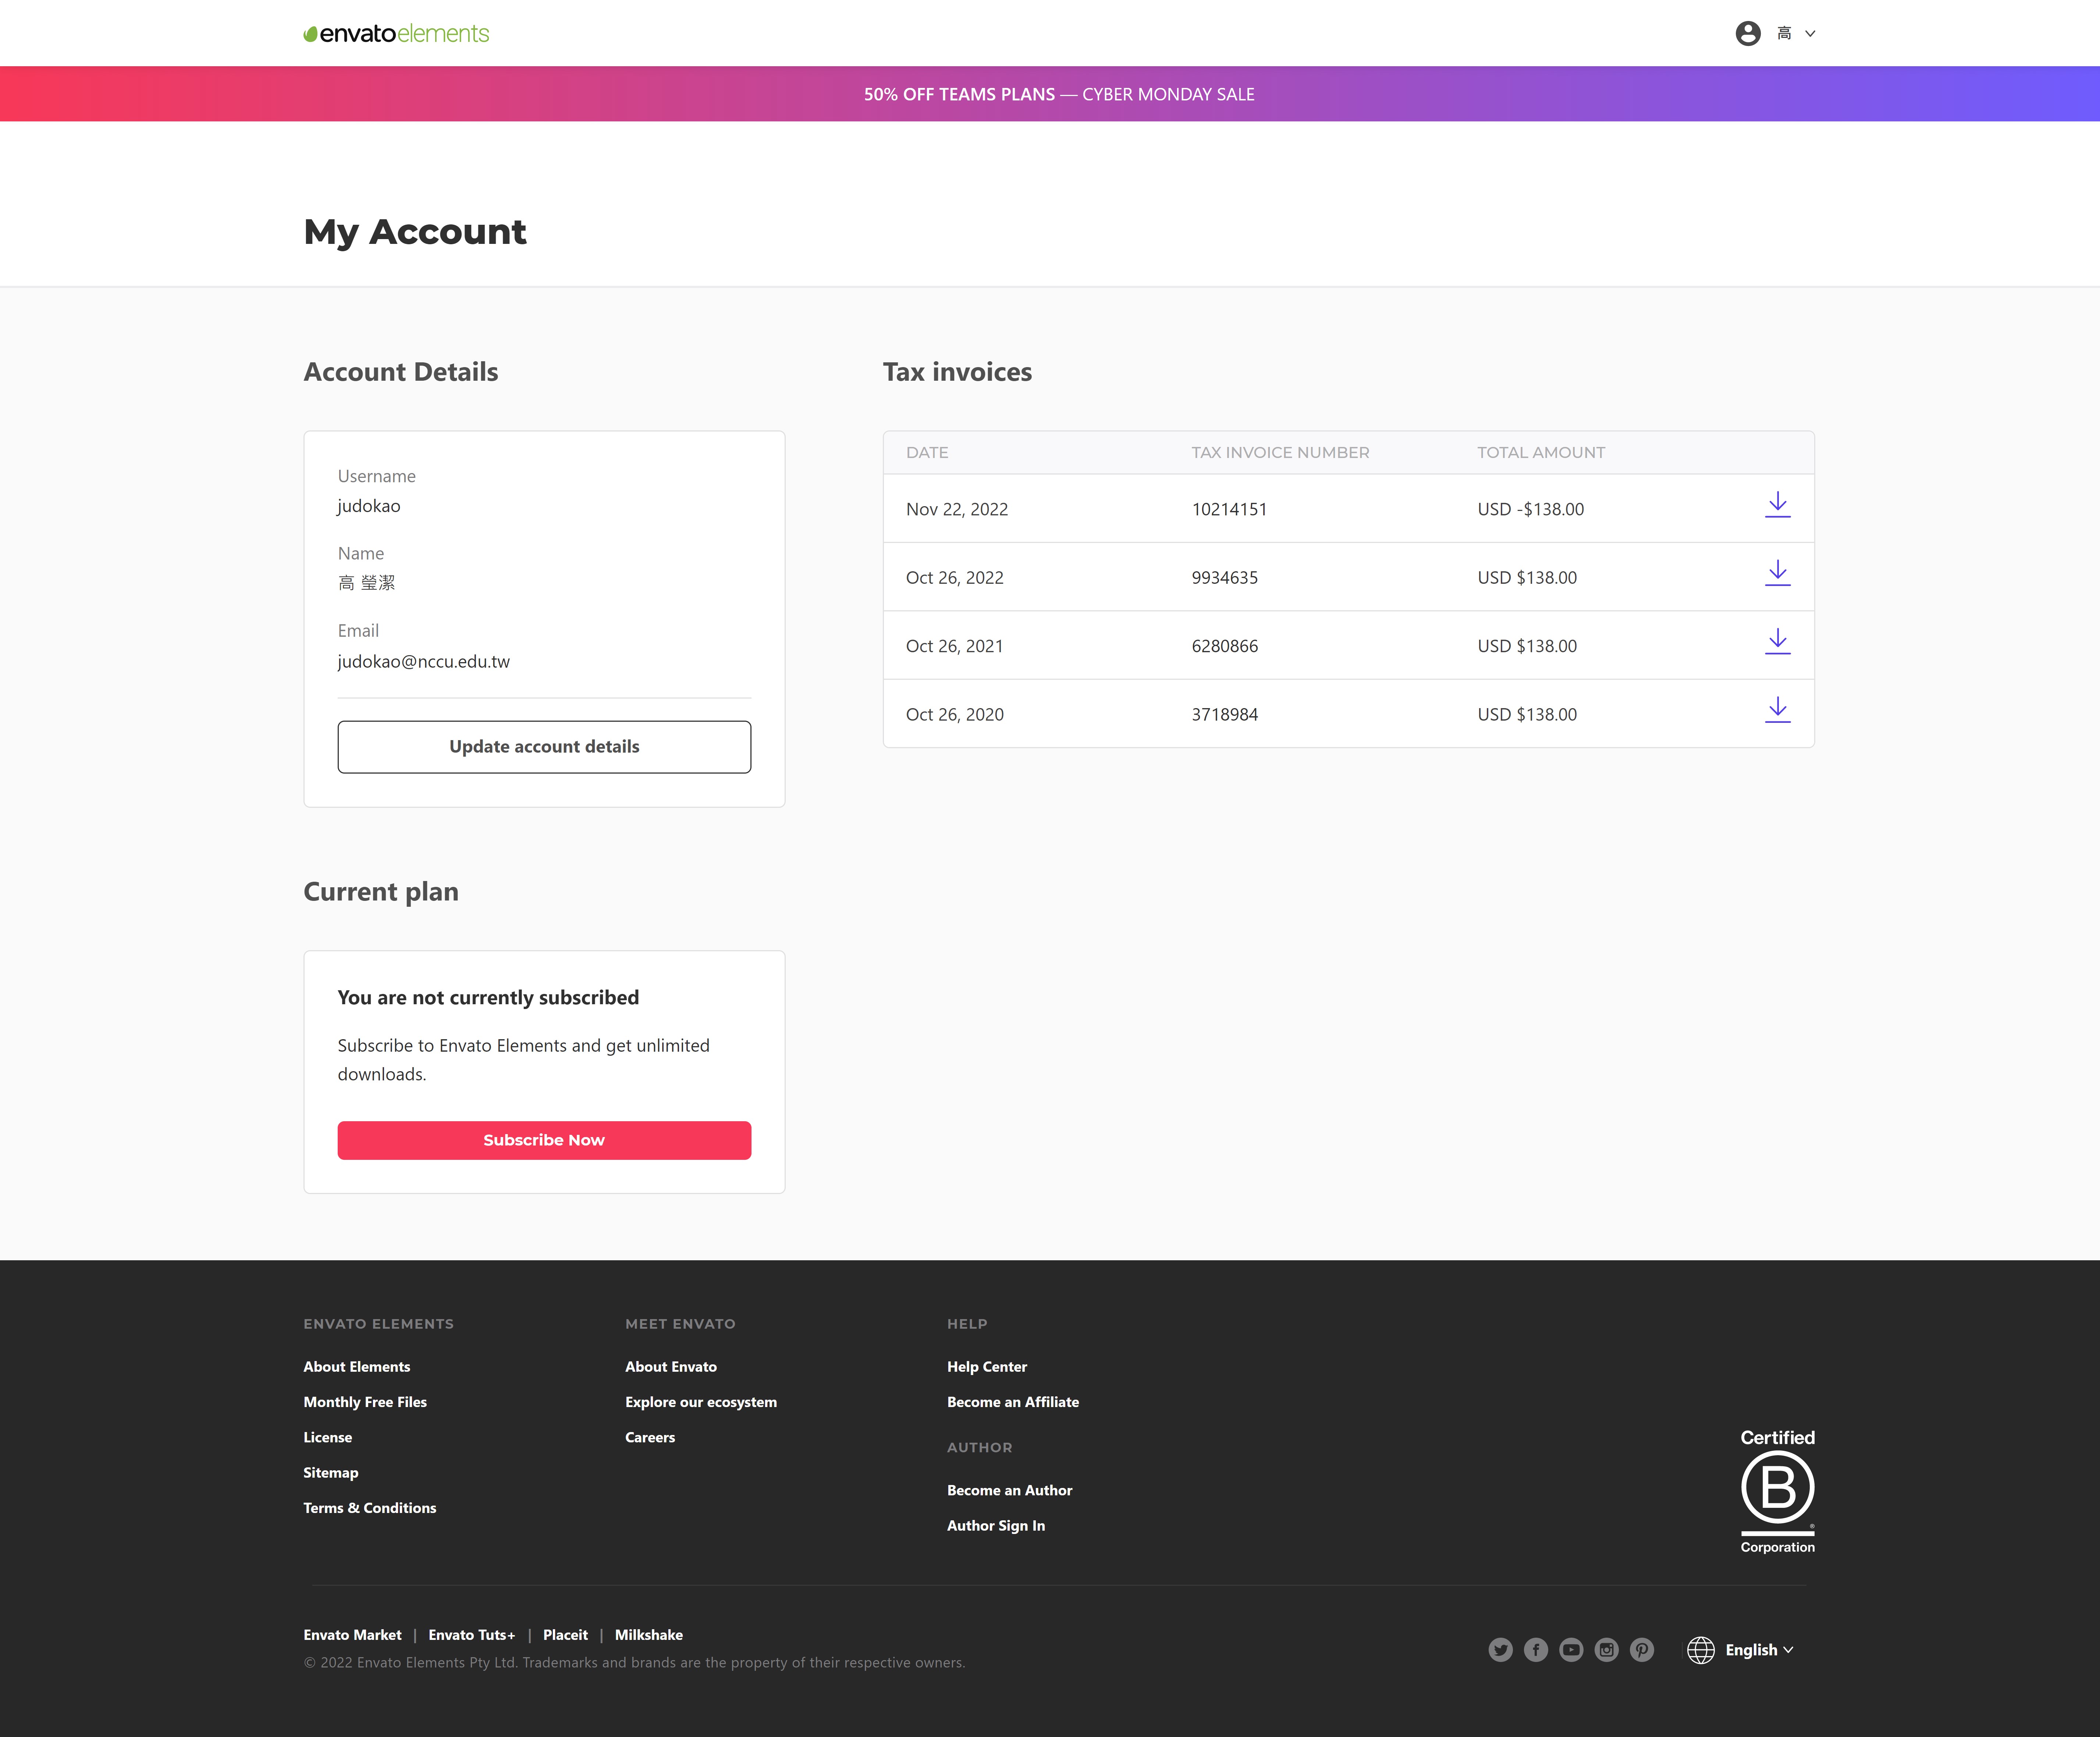 envatoelements
高
50% OFF TEAMS PLANS — CYBER MONDAY SALE
My Account
Account Details
Username
judokao
Name
高 瑩潔
Email
judokao@nccu.edu.tw
Update account details
Tax invoices
DATE TAX INVOICE NUMBER TOTAL AMOUNT
Nov 22, 2022 10214151 USD -$138.00
Oct 26, 2022 9934635 USD $138.00
Oct 26, 2021 6280866 USD $138.00
Oct 26, 2020 3718984 USD $138.00
Current plan
You are not currently subscribed
Subscribe to Envato Elements and get unlimited
downloads.
Subscribe Now
ENVATO ELEMENTS
About Elements
Monthly Free Files
License
Sitemap
Terms & Conditions
MEET ENVATO
About Envato
Explore our ecosystem
Careers
HELP
Help Center
Become an Affiliate
AUTHOR
Become an Author
Author Sign In
Certified
B
®
Corporation
Envato Market | Envato Tuts+ | Placeit | Milkshake
© 2022 Envato Elements Pty Ltd. Trademarks and brands are the property of their respective owners.
English